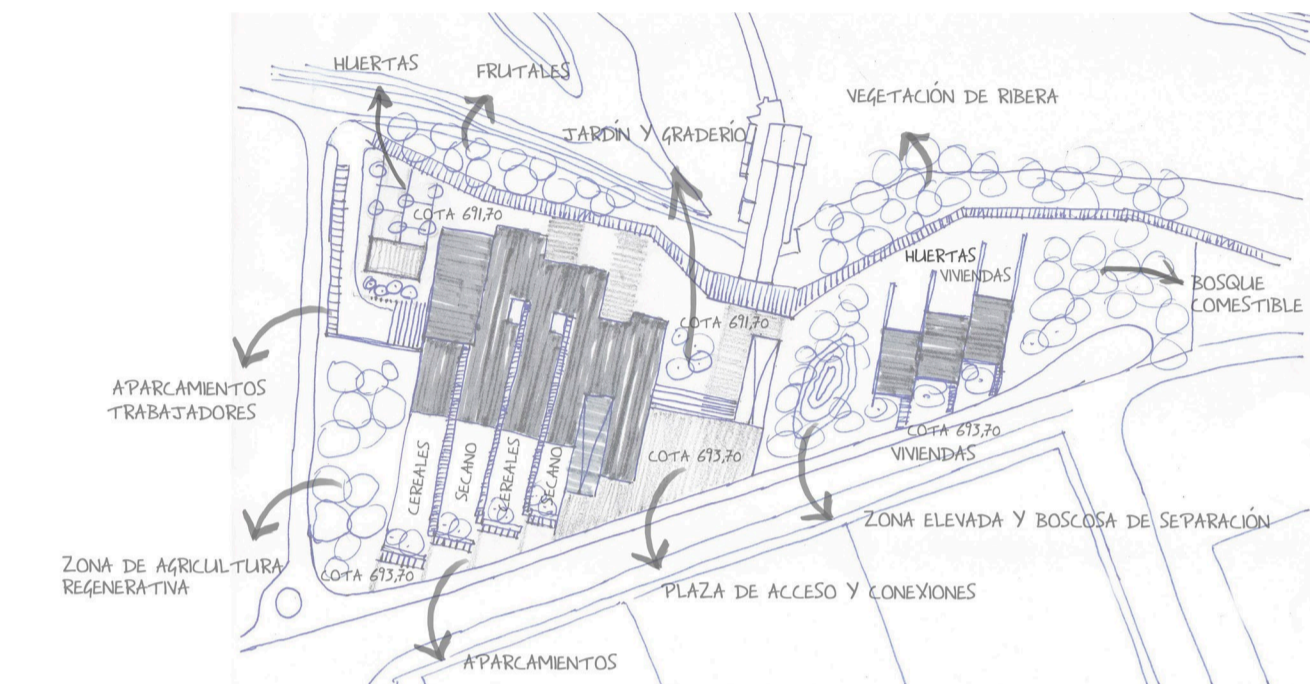 HUERTAS
FRUTALES
VEGETACIÓN DE RIBERA
JARDÍN Y GRADERÍO
COTA 691,70
HUERTAS
VIVIENDAS
BOSQUE
COMESTIBLE
COTA 691,70
APARCAMIENTOS
TRABAJADORES
COTA 693,70
VIVIENDAS
CEREALES
SECANO
CEREALES
SECANO
COTA 693,70
ZONA ELEVADA Y BOSCOSA DE SEPARACIÓN
ZONA DE AGRICULTURA
REGENERATIVA
COTA 693,70
PLAZA DE ACCESO Y CONEXIONES
APARCAMIENTOS